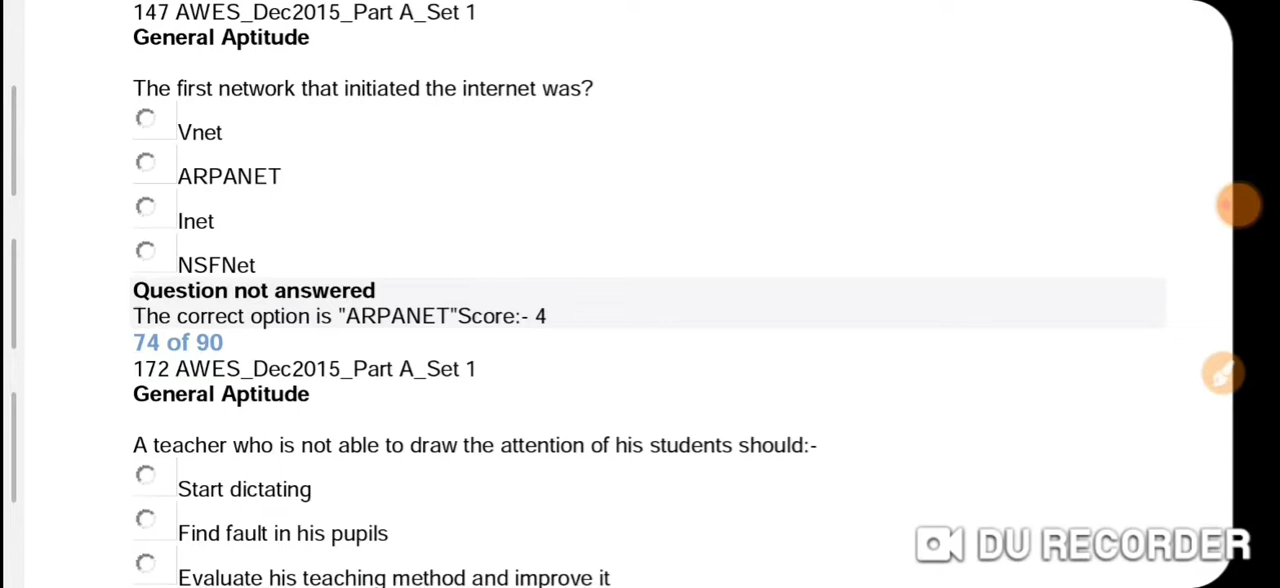 147 AWES_Dec2015_Part A_Set 1
General Aptitude
The first network that initiated the internet was?
Vnet
ARPANET
Inet
NSFNet
Question not answered
The correct option is "ARPANET"Score:- 4
74 of 90
172 AWES_Dec2015_Part A_Set 1
General Aptitude
A teacher who is not able to draw the attention of his students should:-
Start dictating
Find fault in his pupils
Evaluate his teaching method and improve it
DU RECORDER